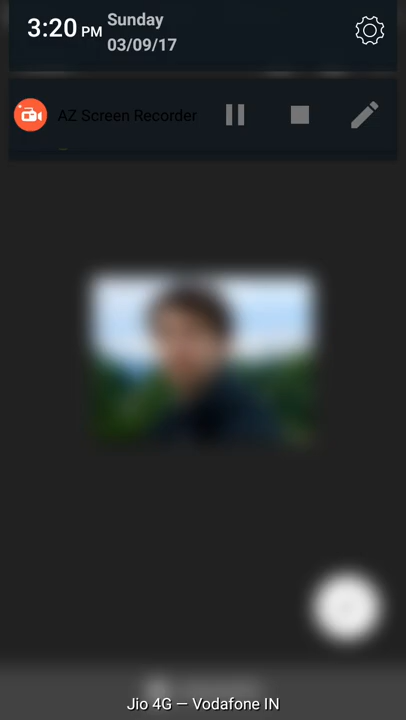 3:20 PM
Sunday
03/09/17
AZ Screen Recorder
Jio 4G — Vodafone IN